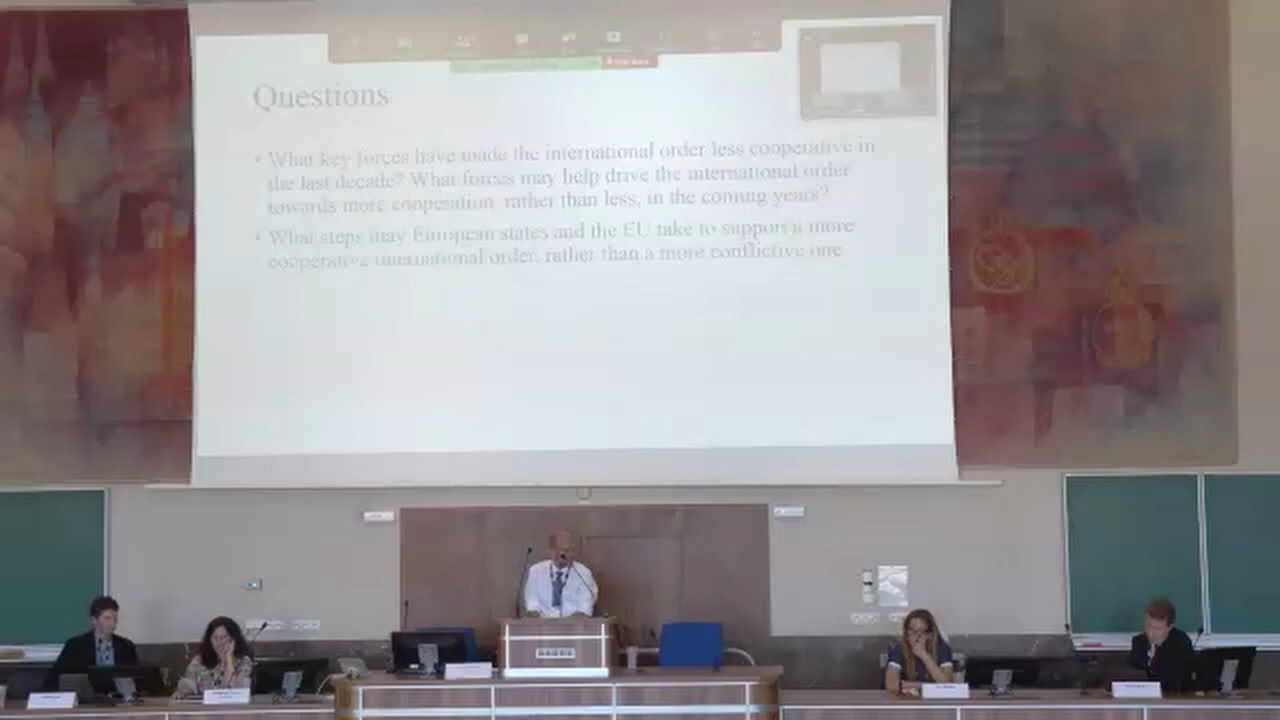 Questions
• What key forces have made the international order less cooperative in
the last decade? What forces may help drive the international order
towards more cooperation, rather than less, in the coming years?
• What steps may European states and the EU take to support a more
cooperative international order, rather than a more conflictive one